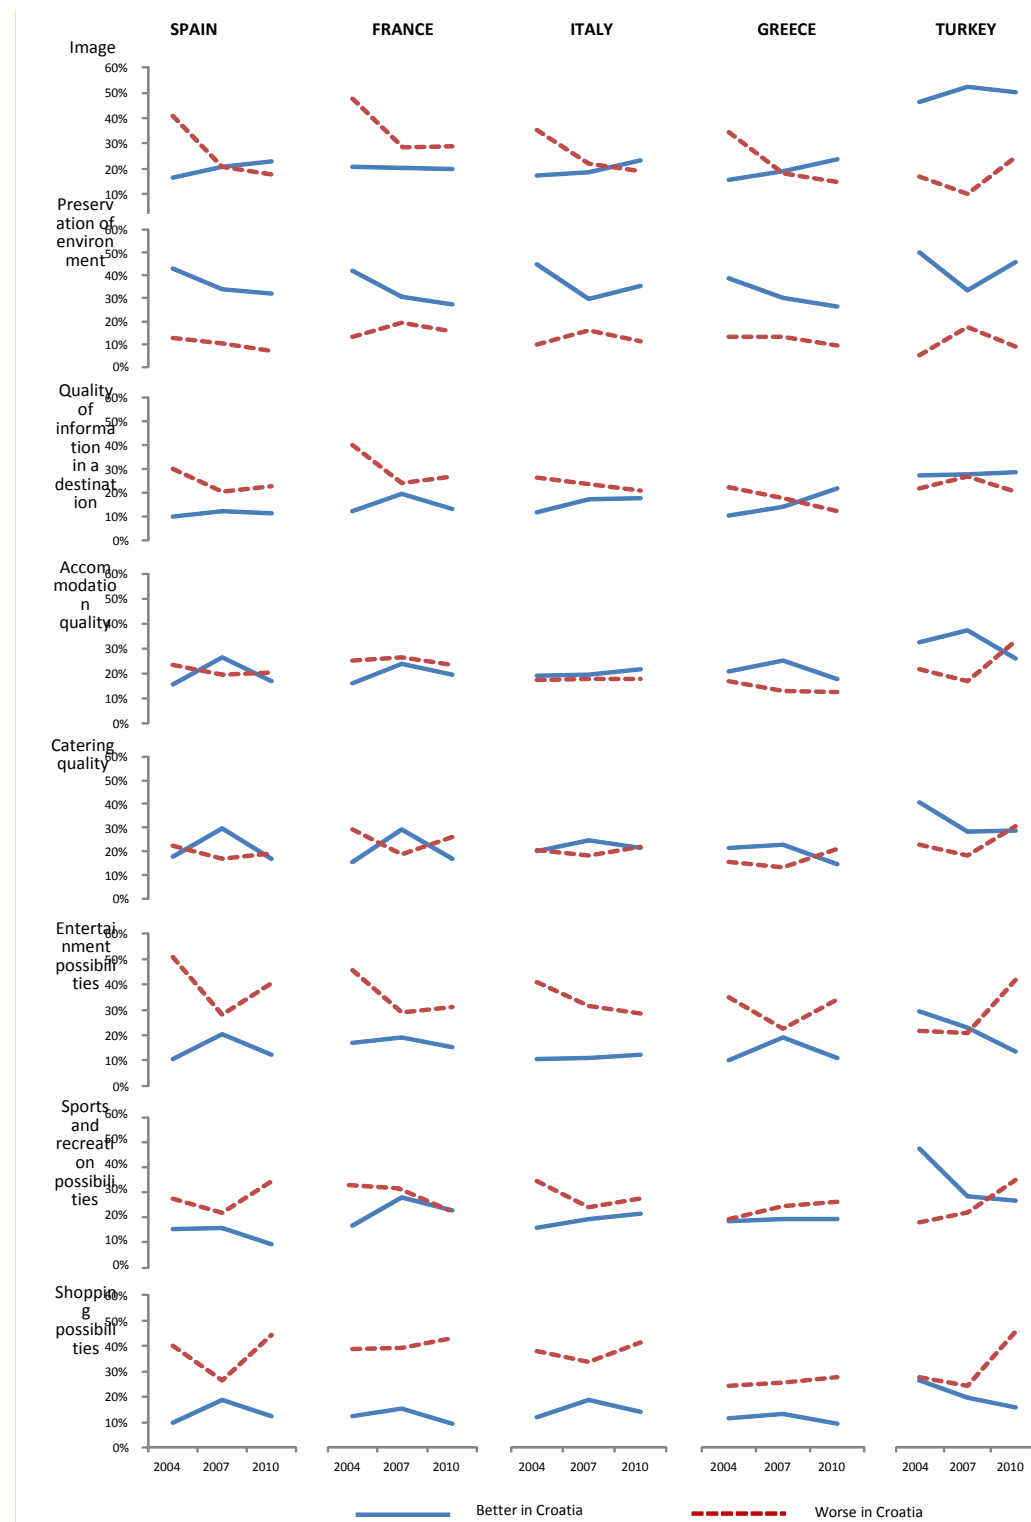 SPAIN FRANCE ITALY GREECE TURKEY
Image
60%
50%
40%
30%
20%
10%
Preserv
ation of
environ
ment
60%
50%
40%
30%
20%
10%
0%
Quality
of
informa
tion
in a
destinat
ion
60%
50%
40%
30%
20%
10%
0%
Accom
modatio
n
quality
60%
50%
40%
30%
20%
10%
0%
Catering
quality
60%
50%
40%
30%
20%
10%
0%
Entertai
nment
possibili
ties
60%
50%
40%
30%
20%
10%
0%
Sports
and
recreati
on
possibili
ties
60%
50%
40%
30%
20%
10%
0%
Shoppin
g
possibili
ties
60%
50%
40%
30%
20%
10%
0%
2004 2007 2010 2004 2007 2010 2004 2007 2010 2004 2007 2010 2004 2007 2010
Better in Croatia Worse in Croatia